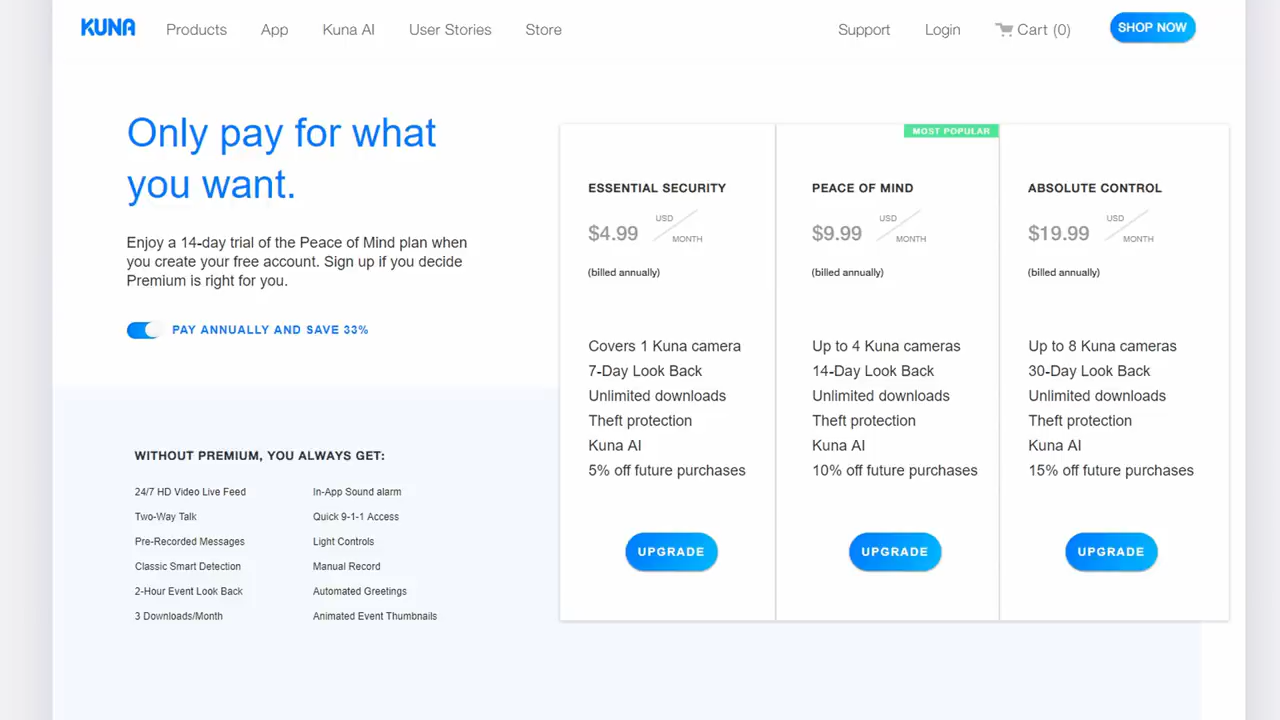 KUNA
Products
App
Kuna AI
User Stories
Store
Support
Login
Cart (0)
SHOP NOW
Only pay for what
you want.
Enjoy a 14-day trial of the Peace of Mind plan when
you create your free account. Sign up if you decide
Premium is right for you.
PAY ANNUALLY AND SAVE 33%
WITHOUT PREMIUM, YOU ALWAYS GET:
24/7 HD Video Live Feed
Two-Way Talk
Pre-Recorded Messages
Classic Smart Detection
2-Hour Event Look Back
3 Downloads/Month
In-App Sound alarm
Quick 9-1-1 Access
Light Controls
Manual Record
Automated Greetings
Animated Event Thumbnails
ESSENTIAL SECURITY
$4.99 USD MONTH
(billed annually)
Covers 1 Kuna camera
7-Day Look Back
Unlimited downloads
Theft protection
Kuna AI
5% off future purchases
UPGRADE
MOST POPULAR
PEACE OF MIND
$9.99 USD MONTH
(billed annually)
Up to 4 Kuna cameras
14-Day Look Back
Unlimited downloads
Theft protection
Kuna AI
10% off future purchases
UPGRADE
ABSOLUTE CONTROL
$19.99 USD MONTH
(billed annually)
Up to 8 Kuna cameras
30-Day Look Back
Unlimited downloads
Theft protection
Kuna AI
15% off future purchases
UPGRADE